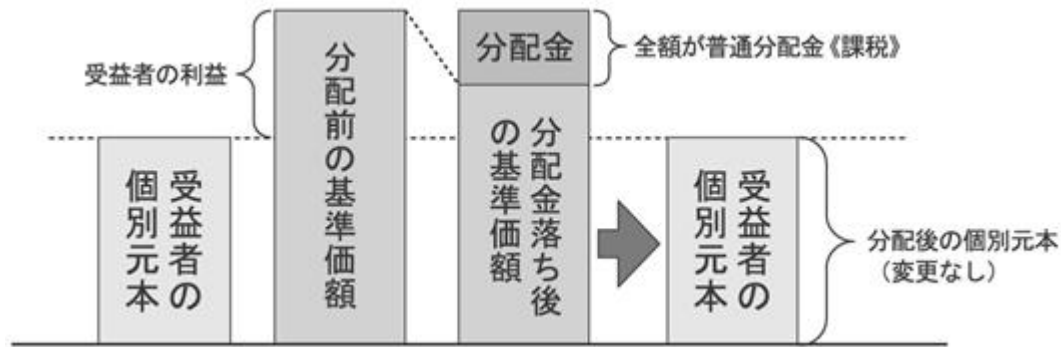 受益者の利益
受益者の
個別元本
分配前の基準価額
分配金
全額が普通分配金《課税》
分配金落ち後
の基準価額
受益者の
個別元本
分配後の個別元本
（変更なし）